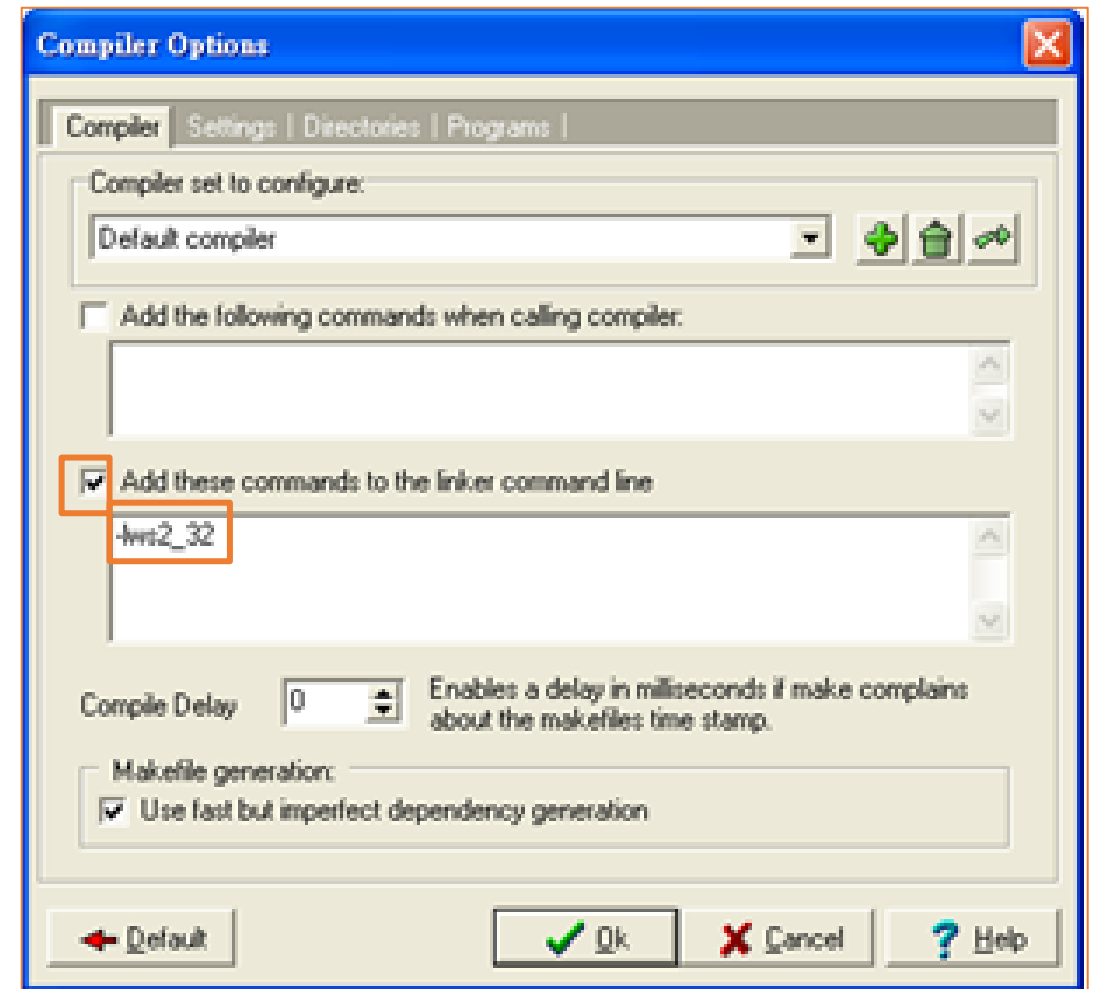 Compiler Options
Compiler | Settings | Directories | Programs |
Compiler set to configure:
Default compiler
Add the following commands when calling compiler:
Add these commands to the linker command line
-lws2_32
Compile Delay
0
Enables a delay in milliseconds if make complains
about the makefiles time stamp.
Makefile generation:
Use fast but imperfect dependency generation
Default
Ok
Cancel
? Help